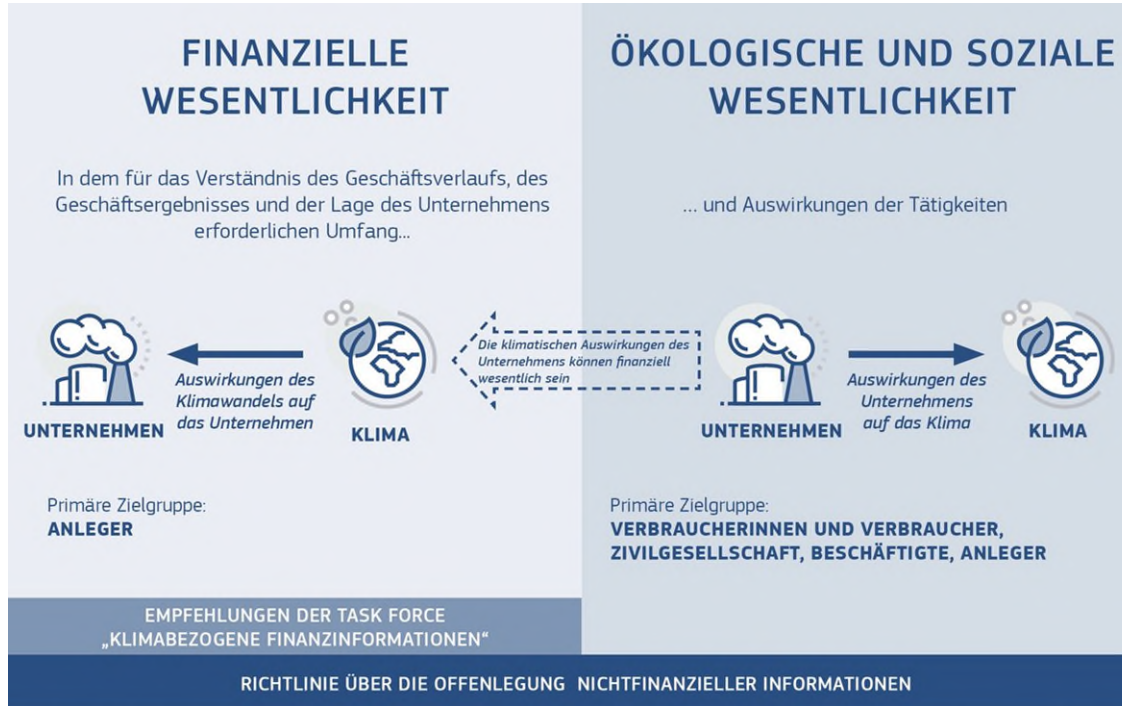 FINANZIELLE
WESENTLICHKEIT
In dem für das Verständnis des Geschäftsverlaufs, des
Geschäftsergebnisses und der Lage des Unternehmens
erforderlichen Umfang...
UNTERNEHMEN
Auswirkungen des
Klimawandels auf
das Unternehmen
KLIMA
Primäre Zielgruppe:
ANLEGER
EMPFEHLUNGEN DER TASK FORCE
„KLIMABEZOGENE FINANZINFORMATIONEN“
Die klimatischen Auswirkungen des
Unternehmens können finanziell
wesentlich sein
ÖKOLOGISCHE UND SOZIALE
WESENTLICHKEIT
... und Auswirkungen der Tätigkeiten
UNTERNEHMEN
Auswirkungen des
Unternehmens
auf das Klima
KLIMA
Primäre Zielgruppe:
VERBRAUCHERINNEN UND VERBRAUCHER,
ZIVILGESELLSCHAFT, BESCHÄFTIGTE, ANLEGER
RICHTLINIE ÜBER DIE OFFENLEGUNG NICHTFINANZIELLER INFORMATIONEN